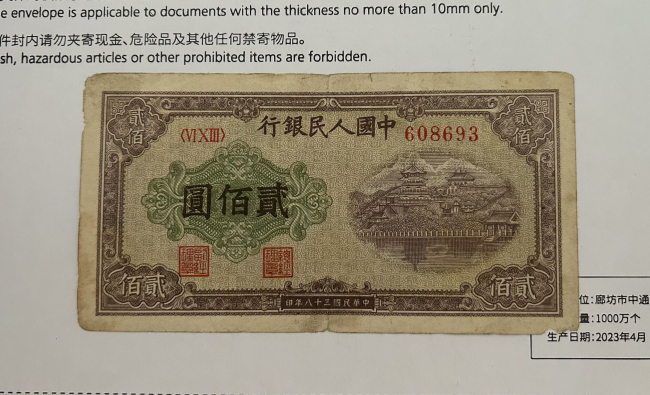 e envelope is applicable to documents with the thickness no more than 10mm only.
件封内请勿夹寄现金、危险品及其他任何禁寄物品。
sh, hazardous articles or other prohibited items are forbidden.
貳佰
貳佰
〈VIXIII〉
行銀民人國中
608693
圓佰貳
佰貳
印年八十三國民華中
佰貳
位:廊坊市中通
量:1000万个
生产日期:2023年4月